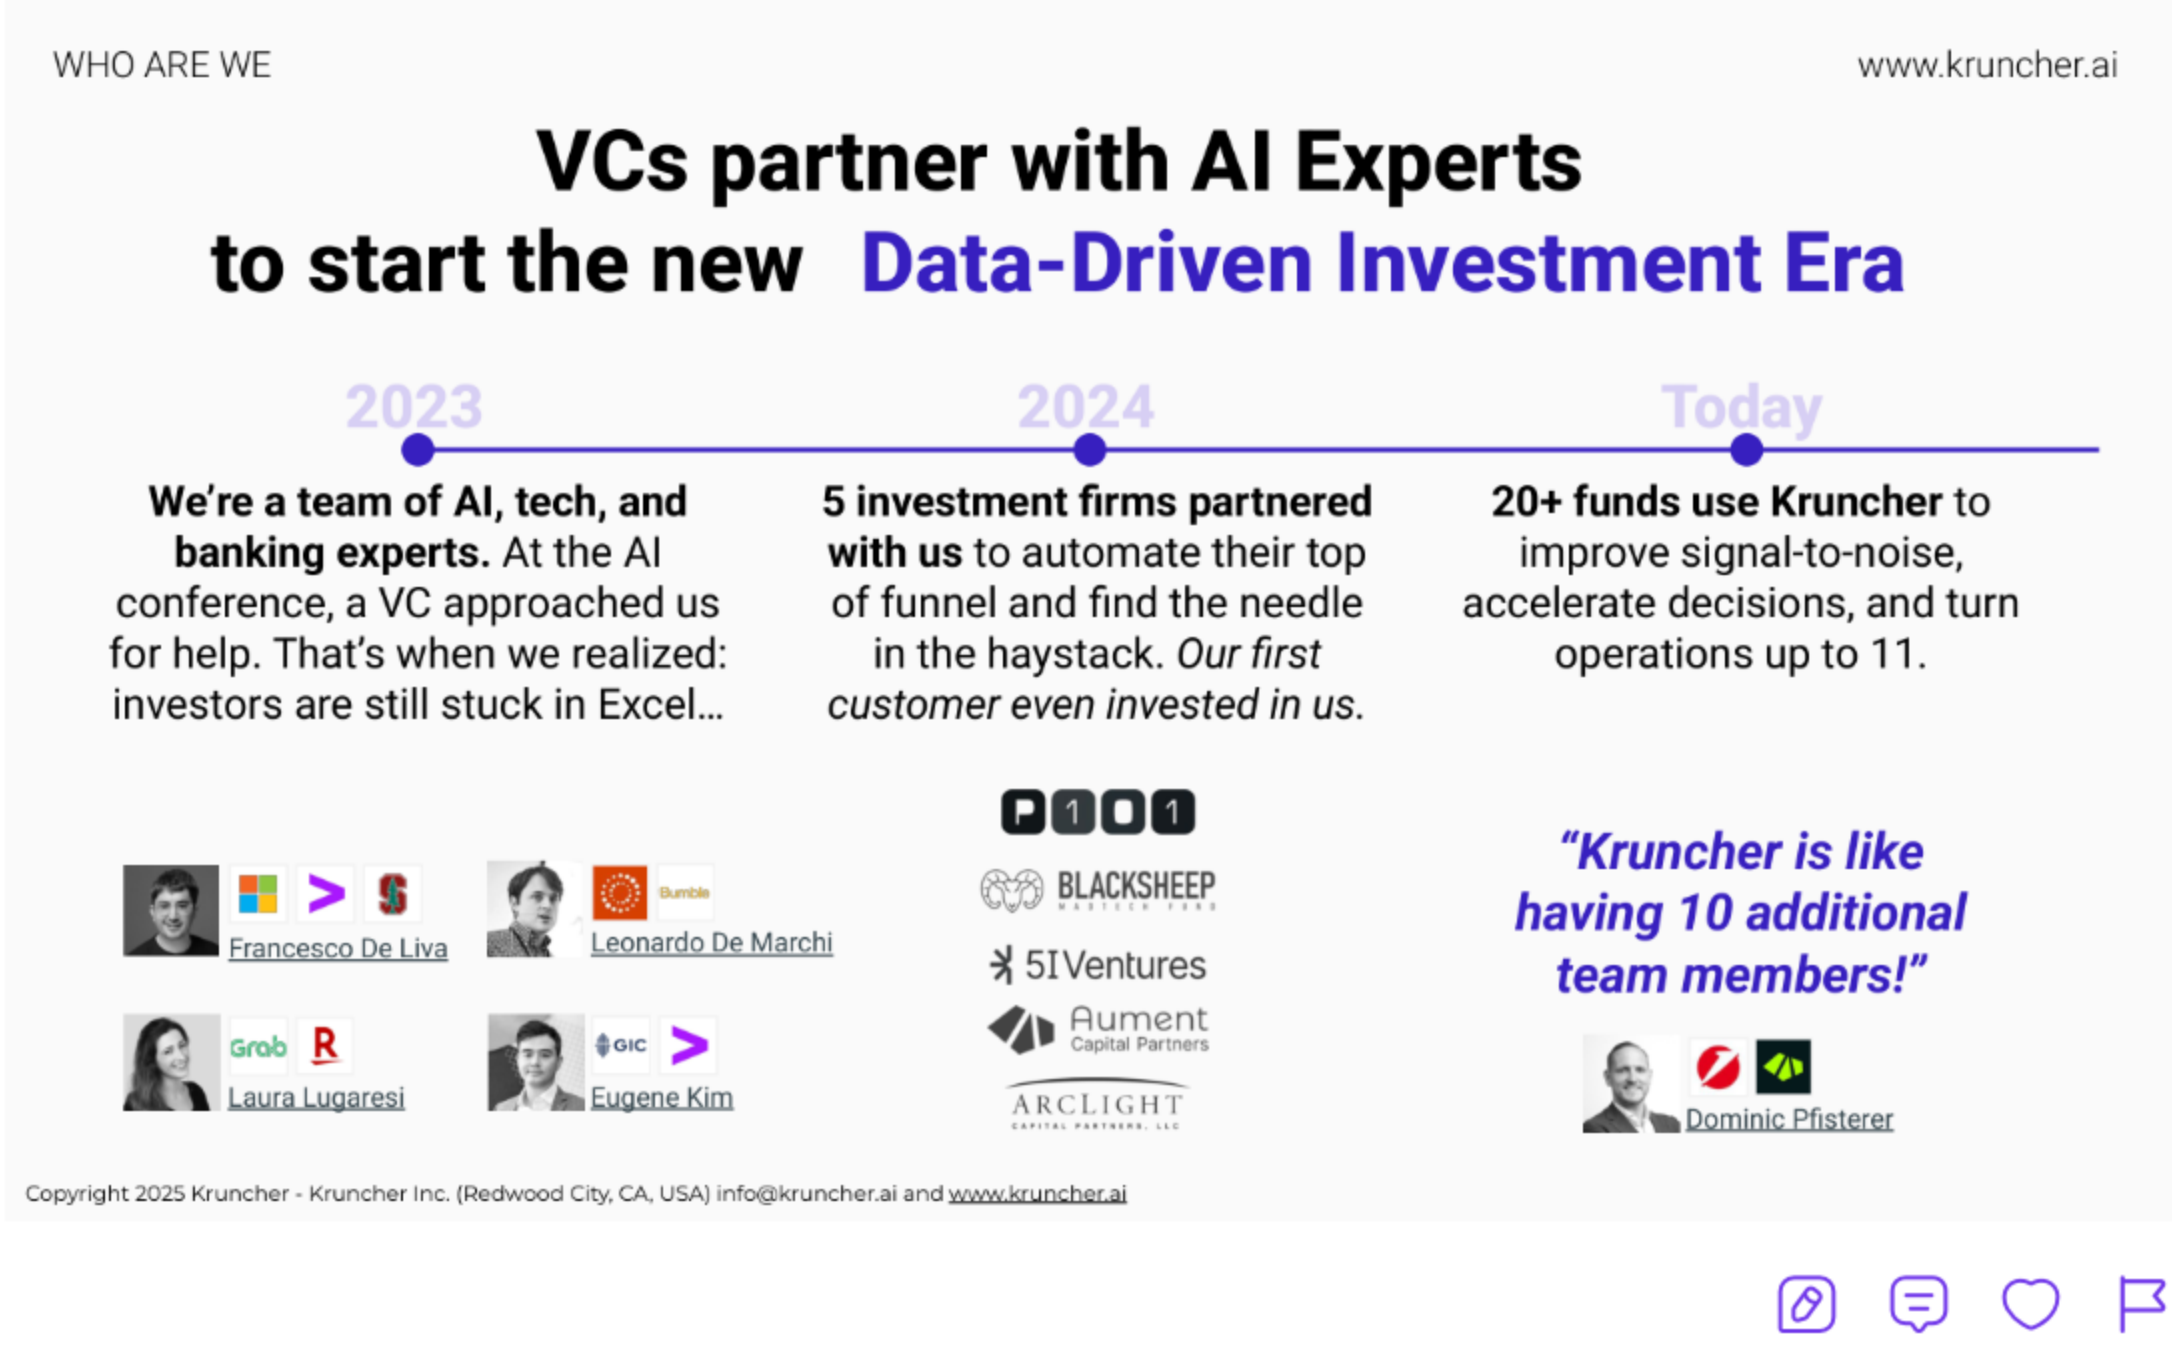 WHO ARE WE
www.kruncher.ai
VCs partner with AI Experts
to start the new Data-Driven Investment Era
2023
We’re a team of AI, tech, and
banking experts. At the AI
conference, a VC approached us
for help. That’s when we realized:
investors are still stuck in Excel...
Francesco De Liva
Bumble
Leonardo De Marchi
Grab
R
Laura Lugaresi
GIC
Eugene Kim
2024
5 investment firms partnered
with us to automate their top
of funnel and find the needle
in the haystack. Our first
customer even invested in us.
P101
BLACKSHEEP
MADTECH FUND
5IVentures
Aument
Capital Partners
ARCLIGHT
CAPITAL PARTNERS, LLC
Today
20+ funds use Kruncher to
improve signal-to-noise,
accelerate decisions, and turn
operations up to 11.
“Kruncher is like
having 10 additional
team members!”
Dominic Pfisterer
Copyright 2025 Kruncher - Kruncher Inc. (Redwood City, CA, USA) info@kruncher.ai and www.kruncher.ai